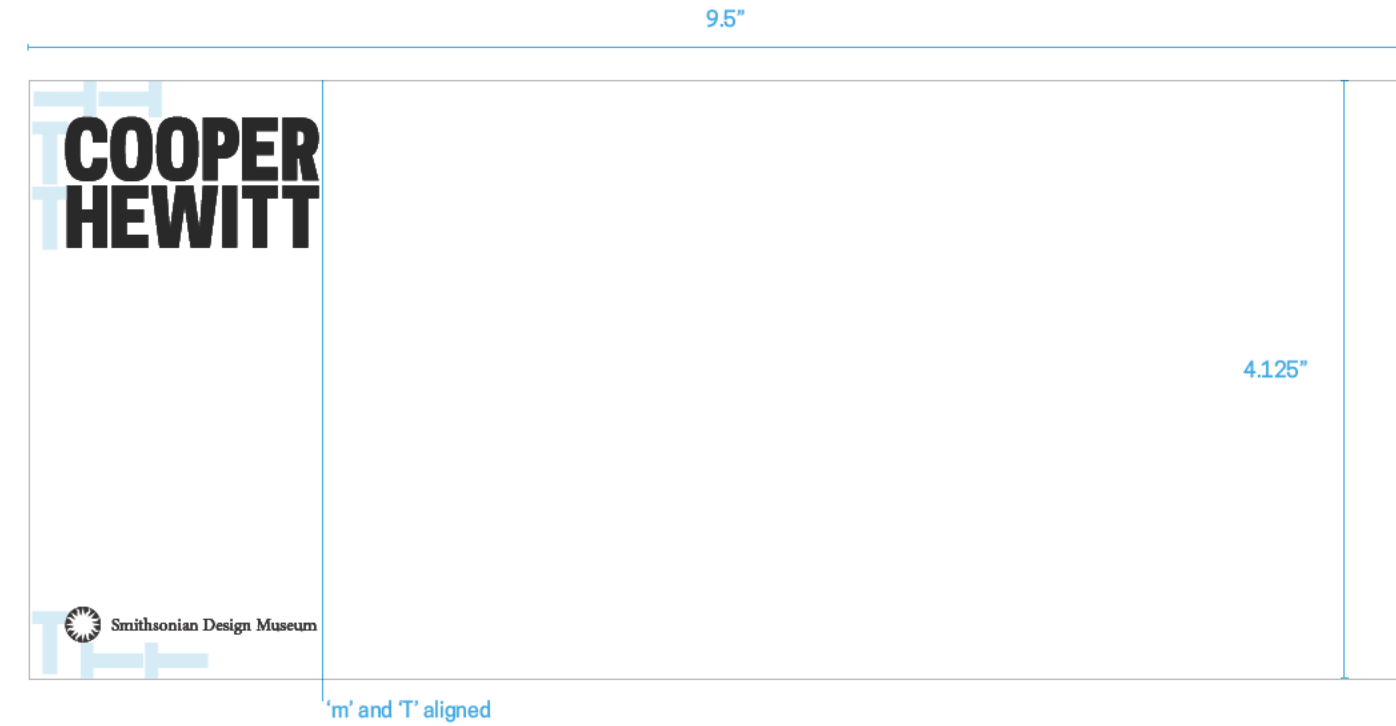 9.5”
COOPER
HEWITT
4.125”
Smithsonian Design Museum
‘m’ and ‘T’ aligned